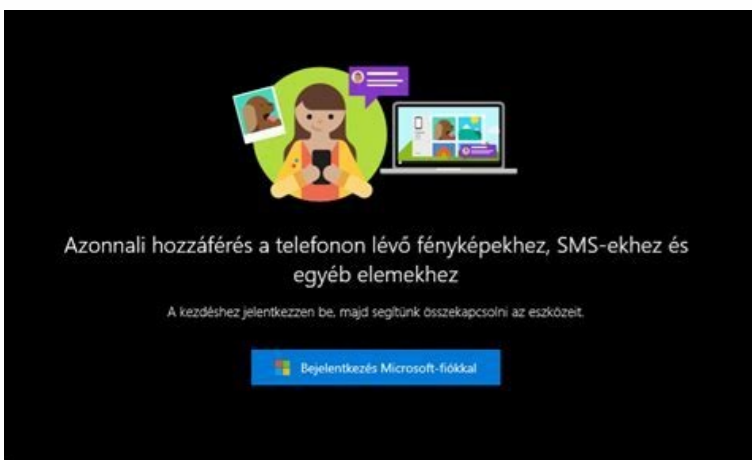 Azonnali hozzáférés a telefonon lévő fényképekhez, SMS-ekhez és
egyéb elemekhez
A kezdéshez jelentkezzen be, majd segítünk összekapcsolni az eszközeit.
Bejelentkezés Microsoft-fiókkal